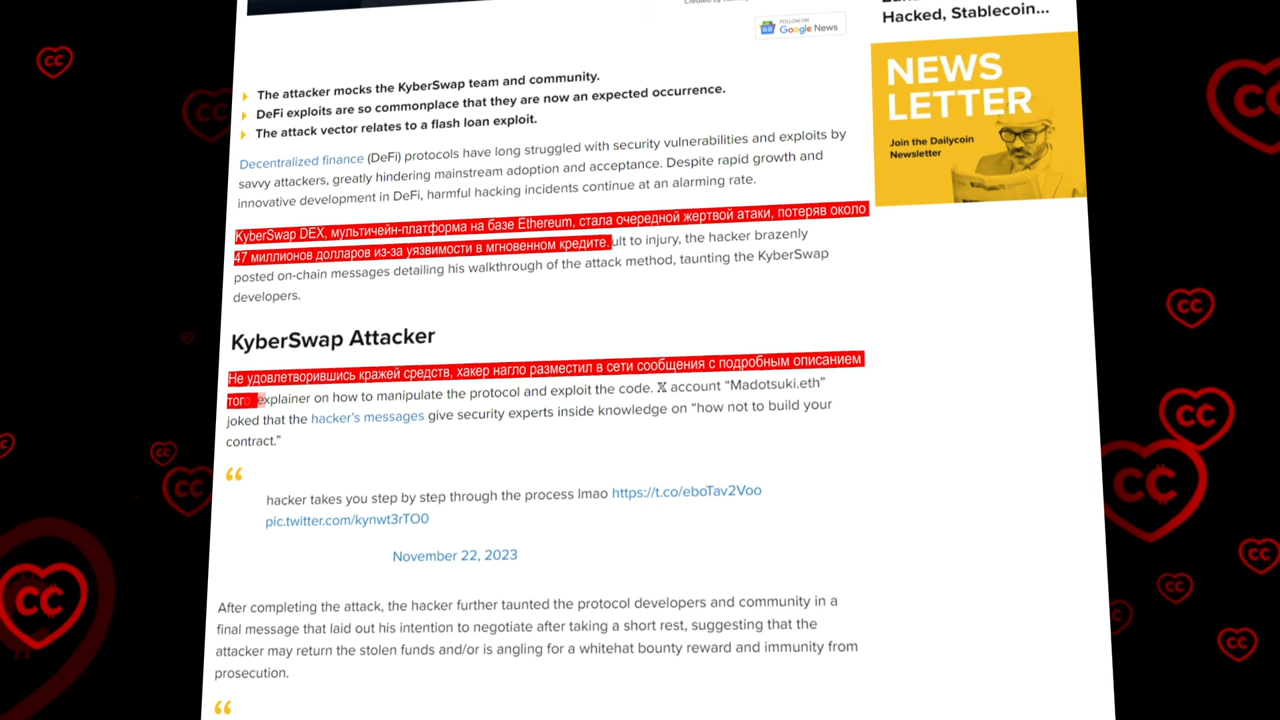 Hacked, Stablecoin...
FOLLOW ON
Google News
NEWS
LETTER
Join the Dailycoin
Newsletter
The attacker mocks the KyberSwap team and community.
DeFi exploits are so commonplace that they are now an expected occurrence.
The attack vector relates to a flash loan exploit.
Decentralized finance (DeFi) protocols have long struggled with security vulnerabilities and exploits by
savvy attackers, greatly hindering mainstream adoption and acceptance. Despite rapid growth and
innovative development in DeFi, harmful hacking incidents continue at an alarming rate.
KyberSwap DEX, мультичейн-платформа на базе Ethereum, стала очередной жертвой атаки, потеряв около
47 миллионов долларов из-за уязвимости в мгновенном кредите. ult to injury, the hacker brazenly
posted on-chain messages detailing his walkthrough of the attack method, taunting the KyberSwap
developers.
KyberSwap Attacker
Не удовлетворившись кражей средств, хакер нагло разместил в сети сообщения с подробным описанием
того explainer on how to manipulate the protocol and exploit the code. 𝕏 account “Madotsuki.eth”
joked that the hacker’s messages give security experts inside knowledge on “how not to build your
contract.”
“
hacker takes you step by step through the process lmao https://t.co/eboTav2Voo
pic.twitter.com/kynwt3rTO0
November 22, 2023
After completing the attack, the hacker further taunted the protocol developers and community in a
final message that laid out his intention to negotiate after taking a short rest, suggesting that the
attacker may return the stolen funds and/or is angling for a whitehat bounty reward and immunity from
prosecution.
“